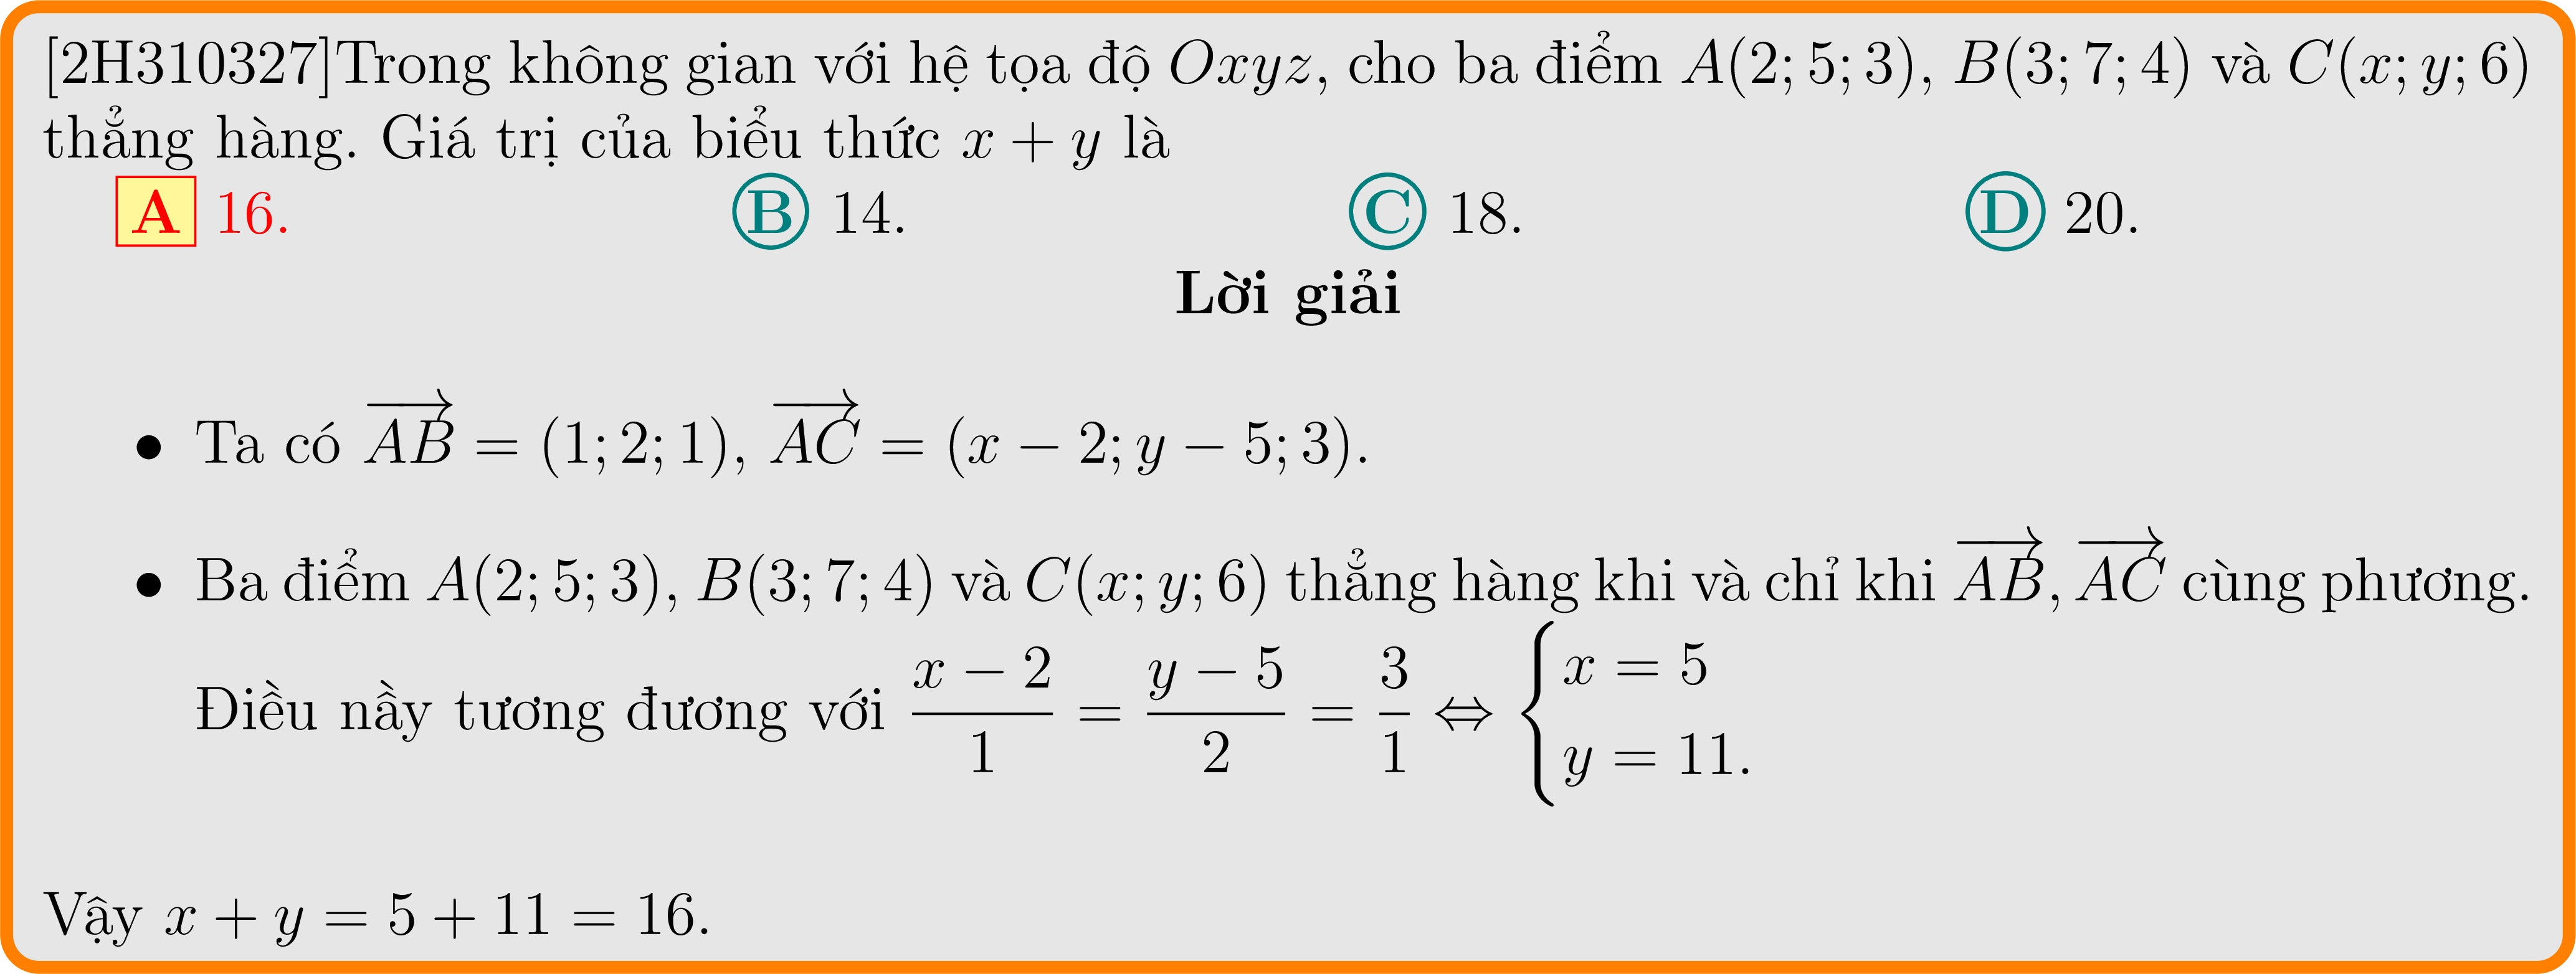 [2H310327]Trong không gian với hệ tọa độ Oxyz, cho ba điểm A(2; 5; 3), B(3; 7; 4) và C(x; y; 6)
thẳng hàng. Giá trị của biểu thức x + y là
A 16. B 14. C 18. D 20.
Lời giải
• Ta có $\overrightarrow{AB}$ = (1; 2; 1), $\overrightarrow{AC}$ = (x − 2; y − 5; 3).
• Ba điểm A(2; 5; 3), B(3; 7; 4) và C(x; y; 6) thẳng hàng khi và chỉ khi $\overrightarrow{AB}, \overrightarrow{AC}$ cùng phương.
Điều nầy tương đương với $\dfrac{x-2}{1} = \dfrac{y-5}{2} = \dfrac{3}{1} \Leftrightarrow \begin{cases} x = 5 \\ y = 11. \end{cases}$
Vậy x + y = 5 + 11 = 16.